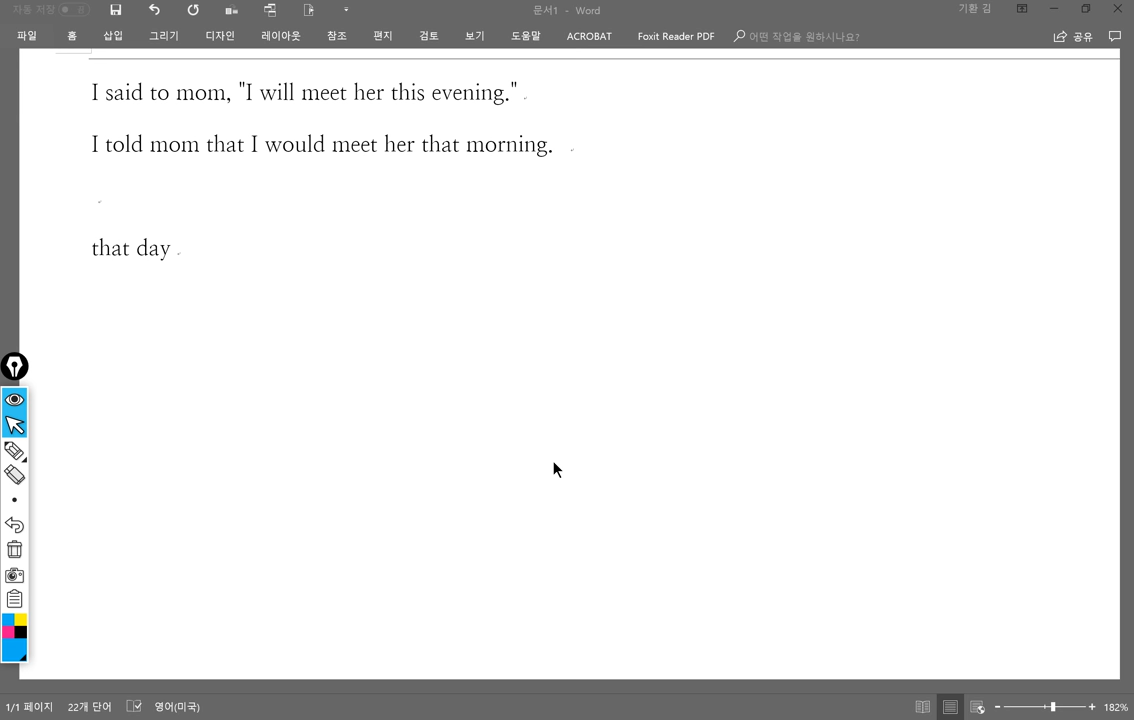 자동 저장
문서1 - Word
기환 김
파일 홈 삽입 그리기 디자인 레이아웃 참조 편지 검토 보기 도움말 ACROBAT Foxit Reader PDF 어떤 작업을 원하시나요? 공유
I said to mom, "I will meet her this evening."
I told mom that I would meet her that morning.
that day
1/1 페이지 22개 단어 영어(미국) 182%